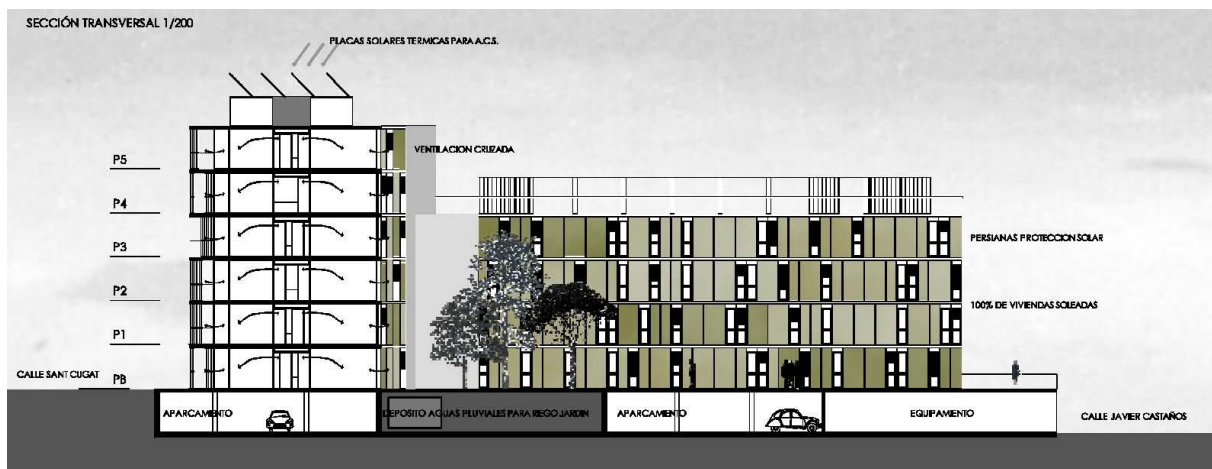 SECCIÓN TRANSVERSAL 1/200
PLACAS SOLARES TERMICAS PARA A.C.S.
VENTILACION CRUZADA
P5
P4
P3
PERSIANAS PROTECCION SOLAR
P2
100% DE VIVIENDAS SOLEADAS
P1
CALLE SANT CUGAT
PB
APARCAMIENTO
DEPOSITO AGUAS PLUVIALES PARA RIEGO JARDIN
APARCAMIENTO
EQUIPAMIENTO
CALLE JAVIER CASTAÑOS